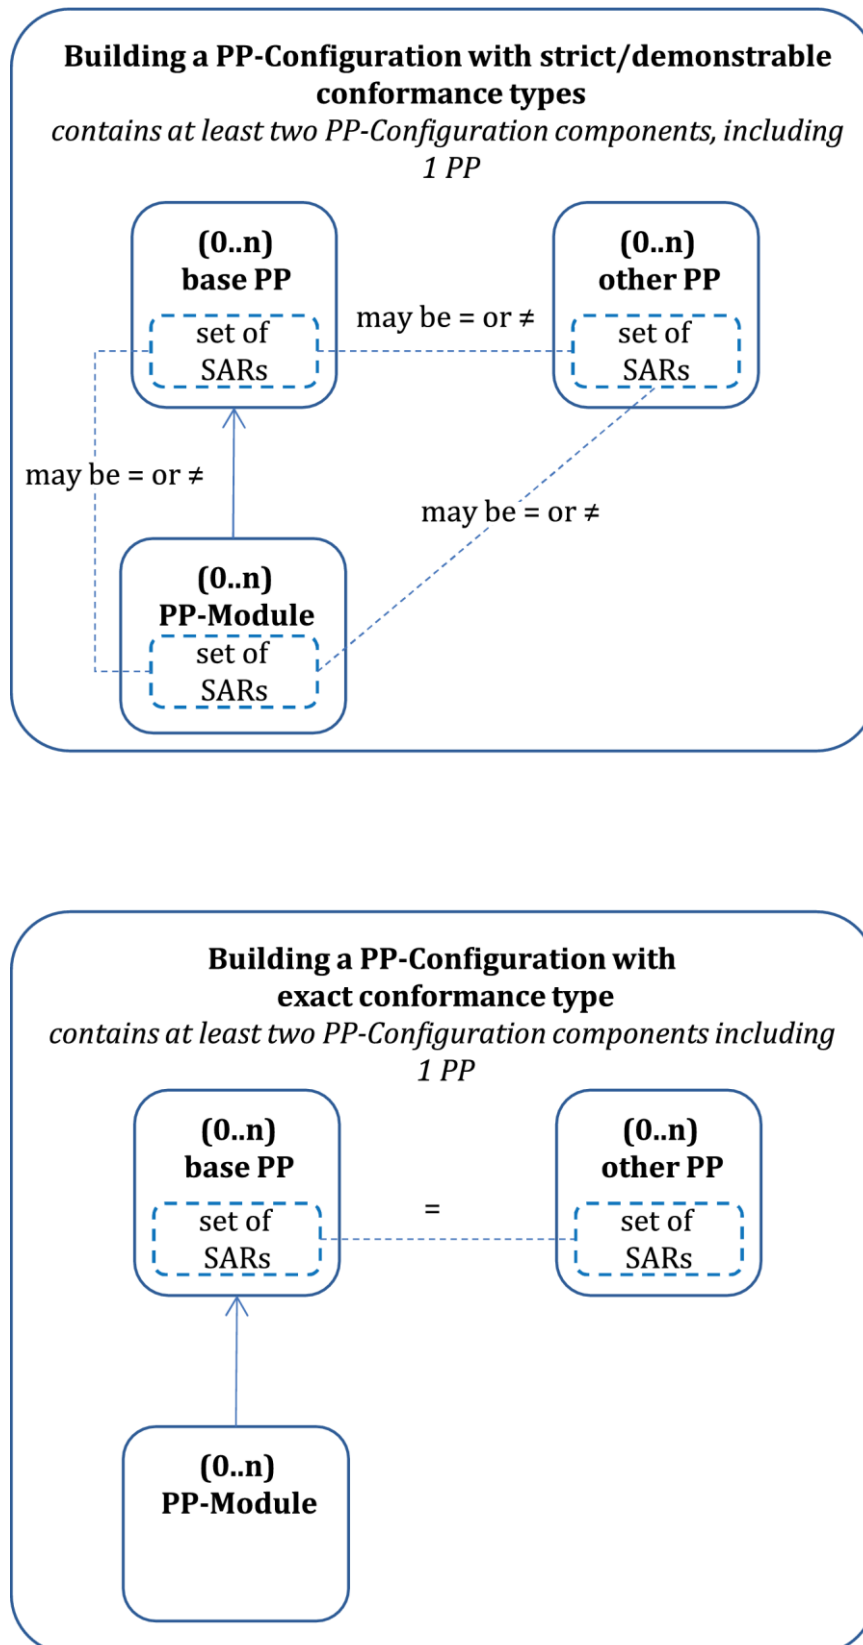 Building a PP-Configuration with strict/demonstrable
conformance types
contains at least two PP-Configuration components, including
1 PP
(0..n)
base PP
set of
SARs
may be = or ≠
(0..n)
other PP
set of
SARs
may be = or ≠
may be = or ≠
(0..n)
PP-Module
set of
SARs
Building a PP-Configuration with
exact conformance type
contains at least two PP-Configuration components including
1 PP
(0..n)
base PP
set of
SARs
=
(0..n)
other PP
set of
SARs
(0..n)
PP-Module